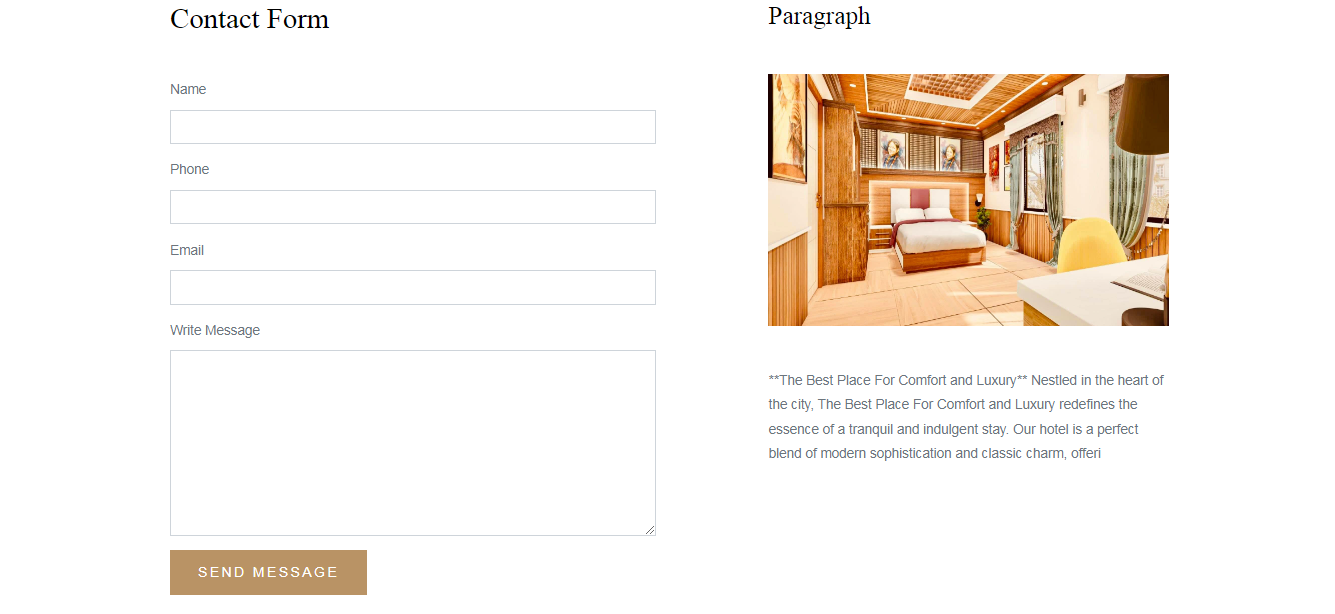 Contact Form
Name
Phone
Email
Write Message
SEND MESSAGE
Paragraph
**The Best Place For Comfort and Luxury** Nestled in the heart of
the city, The Best Place For Comfort and Luxury redefines the
essence of a tranquil and indulgent stay. Our hotel is a perfect
blend of modern sophistication and classic charm, offeri